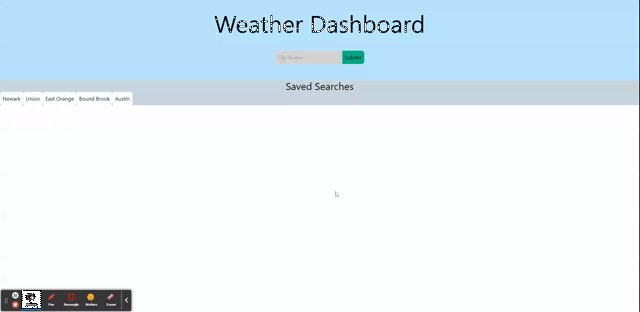 Weather Dashboard
City Name
Submit
Saved Searches
Newark Union East Orange Bound Brook Austin
Pen Rectangle Stickers Eraser